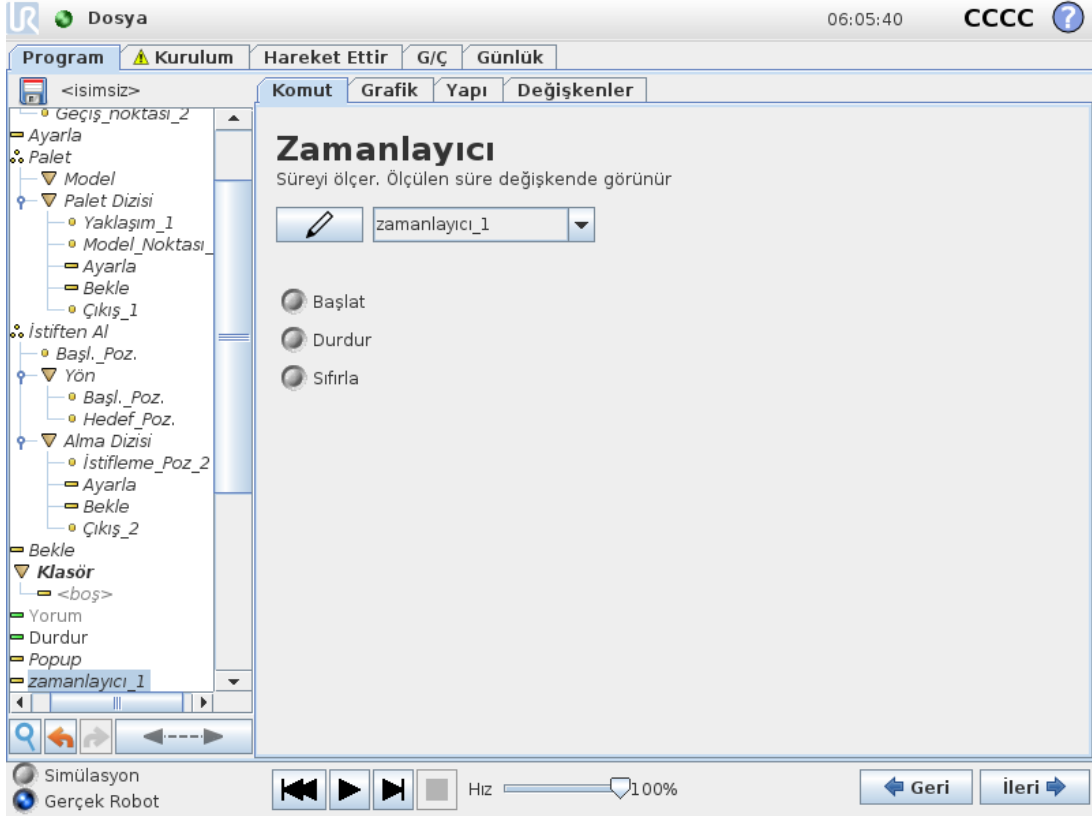 UR Dosya 06:05:40 CCCC ?
Program Kurulum Hareket Ettir G/Ç Günlük
<isimsiz> Komut Grafik Yapı Değişkenler
Geçiş_noktası_2
Ayarla
Palet
Model
Palet Dizisi
Yaklaşım_1
Model_Noktası_
Ayarla
Bekle
Çıkış_1
İstiften Al
Başl._Poz.
Yön
Başl._Poz.
Hedef_Poz.
Alma Dizisi
İstifleme_Poz_2
Ayarla
Bekle
Çıkış_2
Bekle
Klasör
<boş>
Yorum
Durdur
Popup
zamanlayıcı_1
Zamanlayıcı
Süreyi ölçer. Ölçülen süre değişkende görünür
zamanlayıcı_1
Başlat
Durdur
Sıfırla
Simülasyon
Gerçek Robot
Hız 100%
Geri İleri